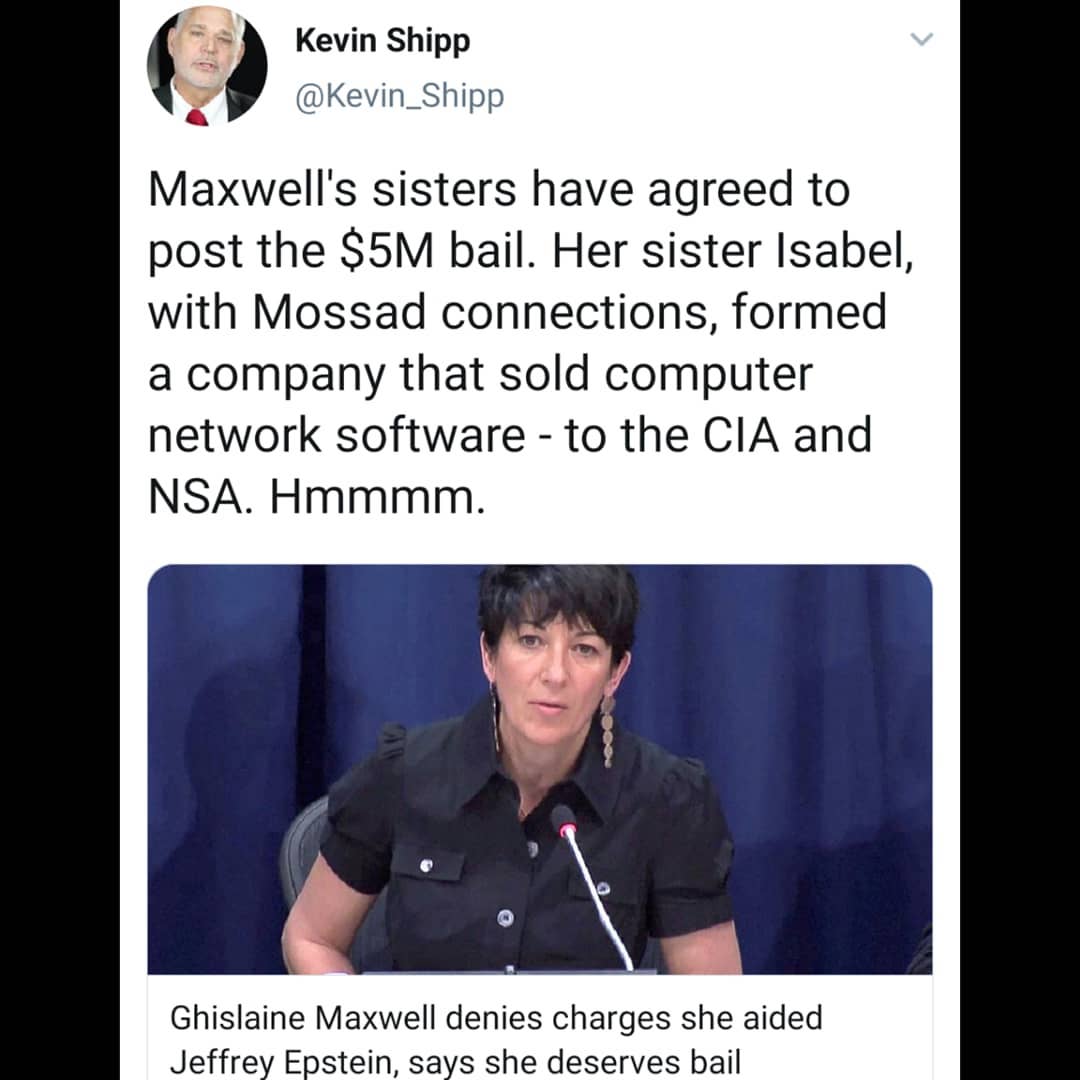 Kevin Shipp
@Kevin_Shipp
Maxwell's sisters have agreed to
post the $5M bail. Her sister Isabel,
with Mossad connections, formed
a company that sold computer
network software - to the CIA and
NSA. Hmmmm.
Ghislaine Maxwell denies charges she aided
Jeffrey Epstein, says she deserves bail